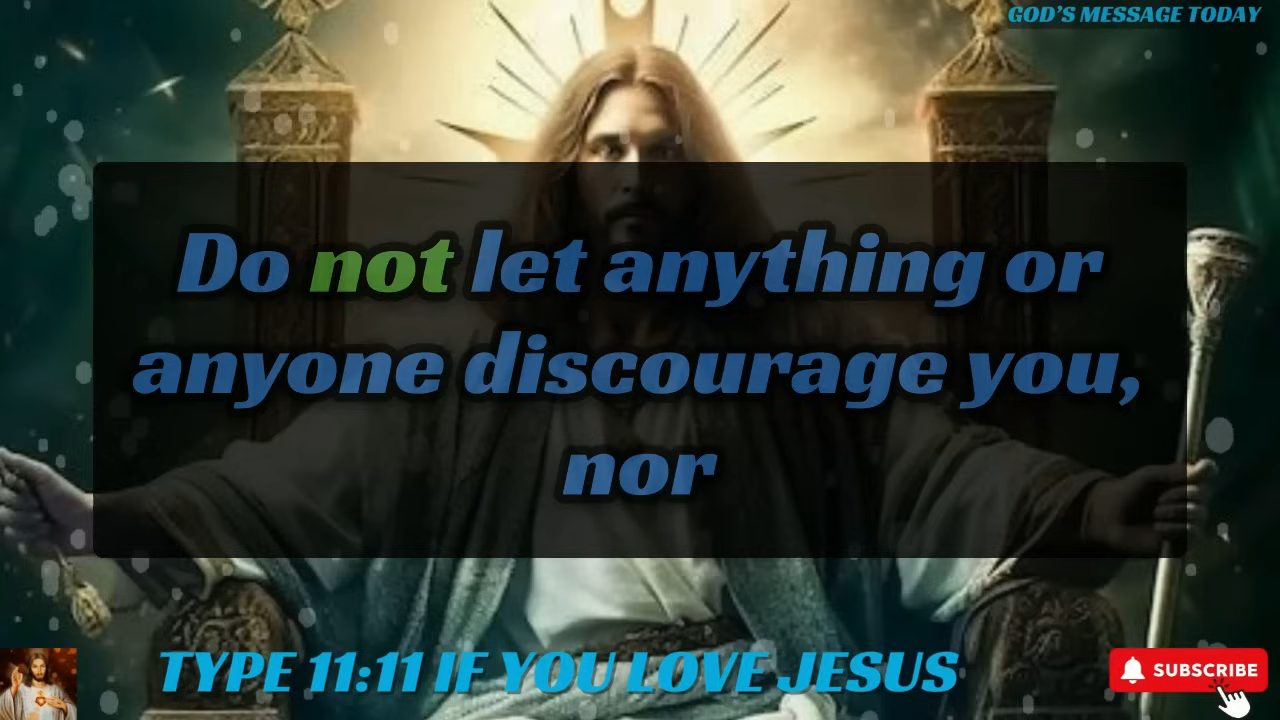 GOD'S MESSAGE TODAY
Do not let anything or
anyone discourage you,
nor
TYPE 11:11 IF YOU LOVE JESUS
SUBSCRIBE